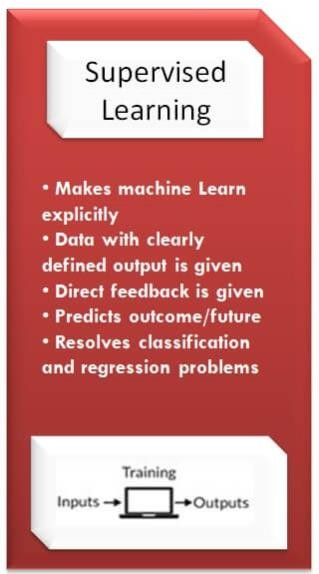 Supervised
Learning
• Makes machine Learn
explicitly
• Data with clearly
defined output is given
• Direct feedback is given
• Predicts outcome/future
• Resolves classification
and regression problems
Training
Inputs
Outputs